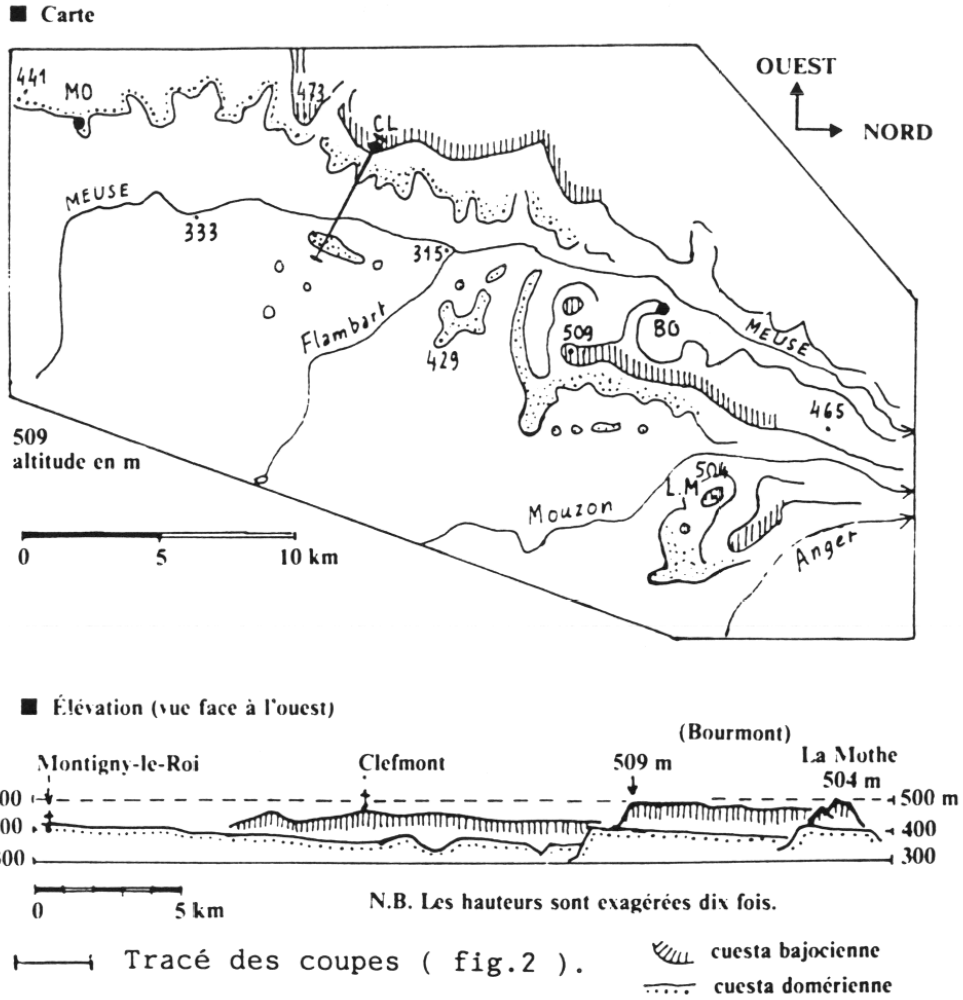 ■ Carte
441
MO
473
CL
OUEST
NORD
MEUSE
333
315
Flambart
429
509
BO
MEUSE
465
509
altitude en m
504
L.M
Mouzon
Anger
0 5 10 km
■ Élévation (vue face à l'ouest)
(Bourmont)
Montigny-le-Roi Clefmont 509 m La Mothe
504 m
00 500 m
00 400
300 300
0 5 km
N.B. Les hauteurs sont exagérées dix fois.
Tracé des coupes ( fig.2 ).
cuesta bajocienne
cuesta domérienne